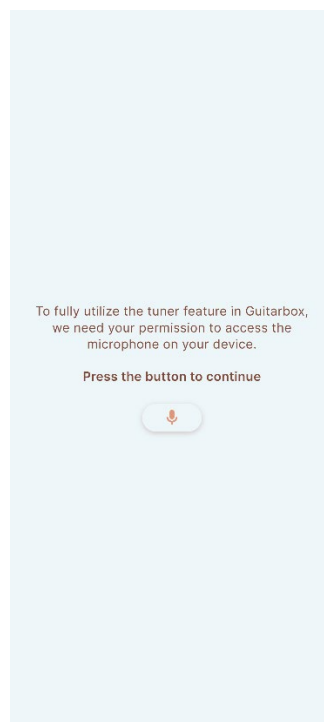 To fully utilize the tuner feature in Guitarbox,
we need your permission to access the
microphone on your device.
Press the button to continue